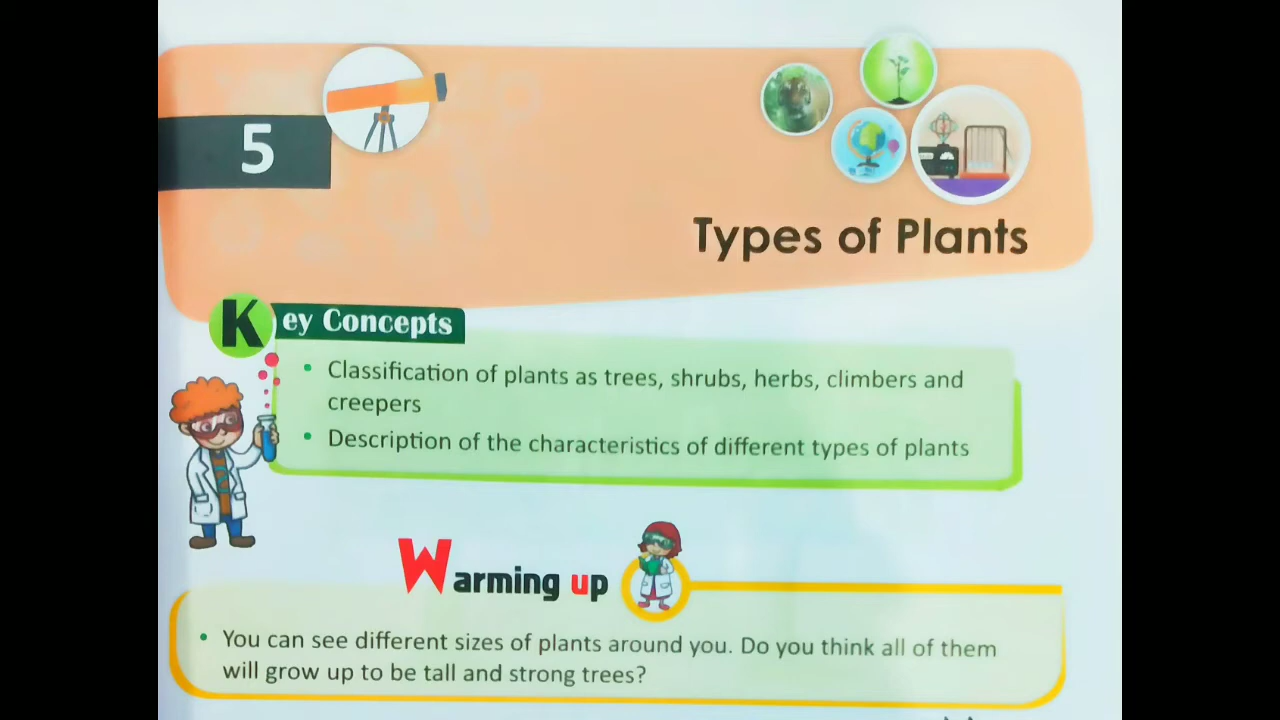 5
Types of Plants
Key Concepts
• Classification of plants as trees, shrubs, herbs, climbers and
creepers
• Description of the characteristics of different types of plants
Warming up
• You can see different sizes of plants around you. Do you think all of them
will grow up to be tall and strong trees?